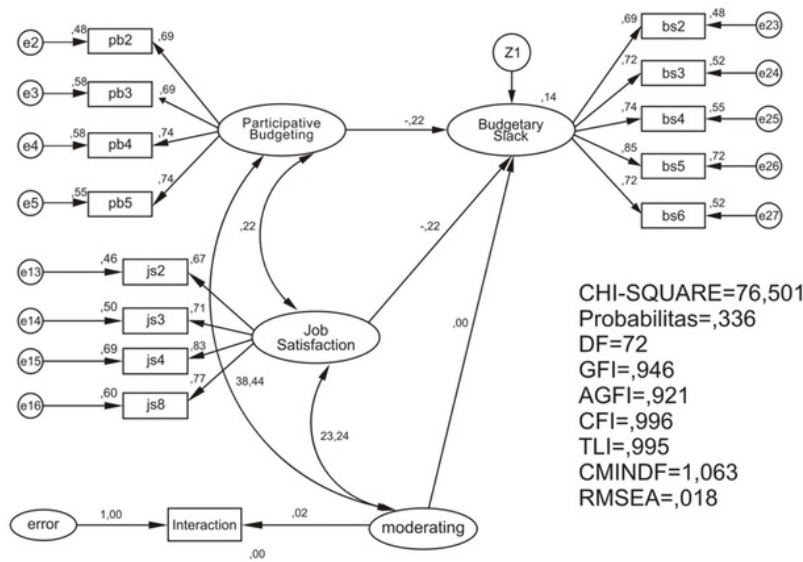 e2
,48
pb2
,69
e3
,58
pb3
,69
e4
,58
pb4
,74
e5
,55
pb5
,74
Participative
Budgeting
-,22
Z1
,14
Budgetary
Slack
,69
bs2
,48
e23
,72
bs3
,52
e24
,74
bs4
,55
e25
,85
bs5
,72
e26
,72
bs6
,52
e27
,22
-,22
e13
,46
js2
,67
e14
,50
js3
,71
e15
,69
js4
,83
e16
,60
js8
,77
Job
Satisfaction
38,44
23,24
,00
error
1,00
Interaction
,02
,00
moderating
CHI-SQUARE=76,501
Probabilitas=,336
DF=72
GFI=,946
AGFI=,921
CFI=,996
TLI=,995
CMINDF=1,063
RMSEA=,018